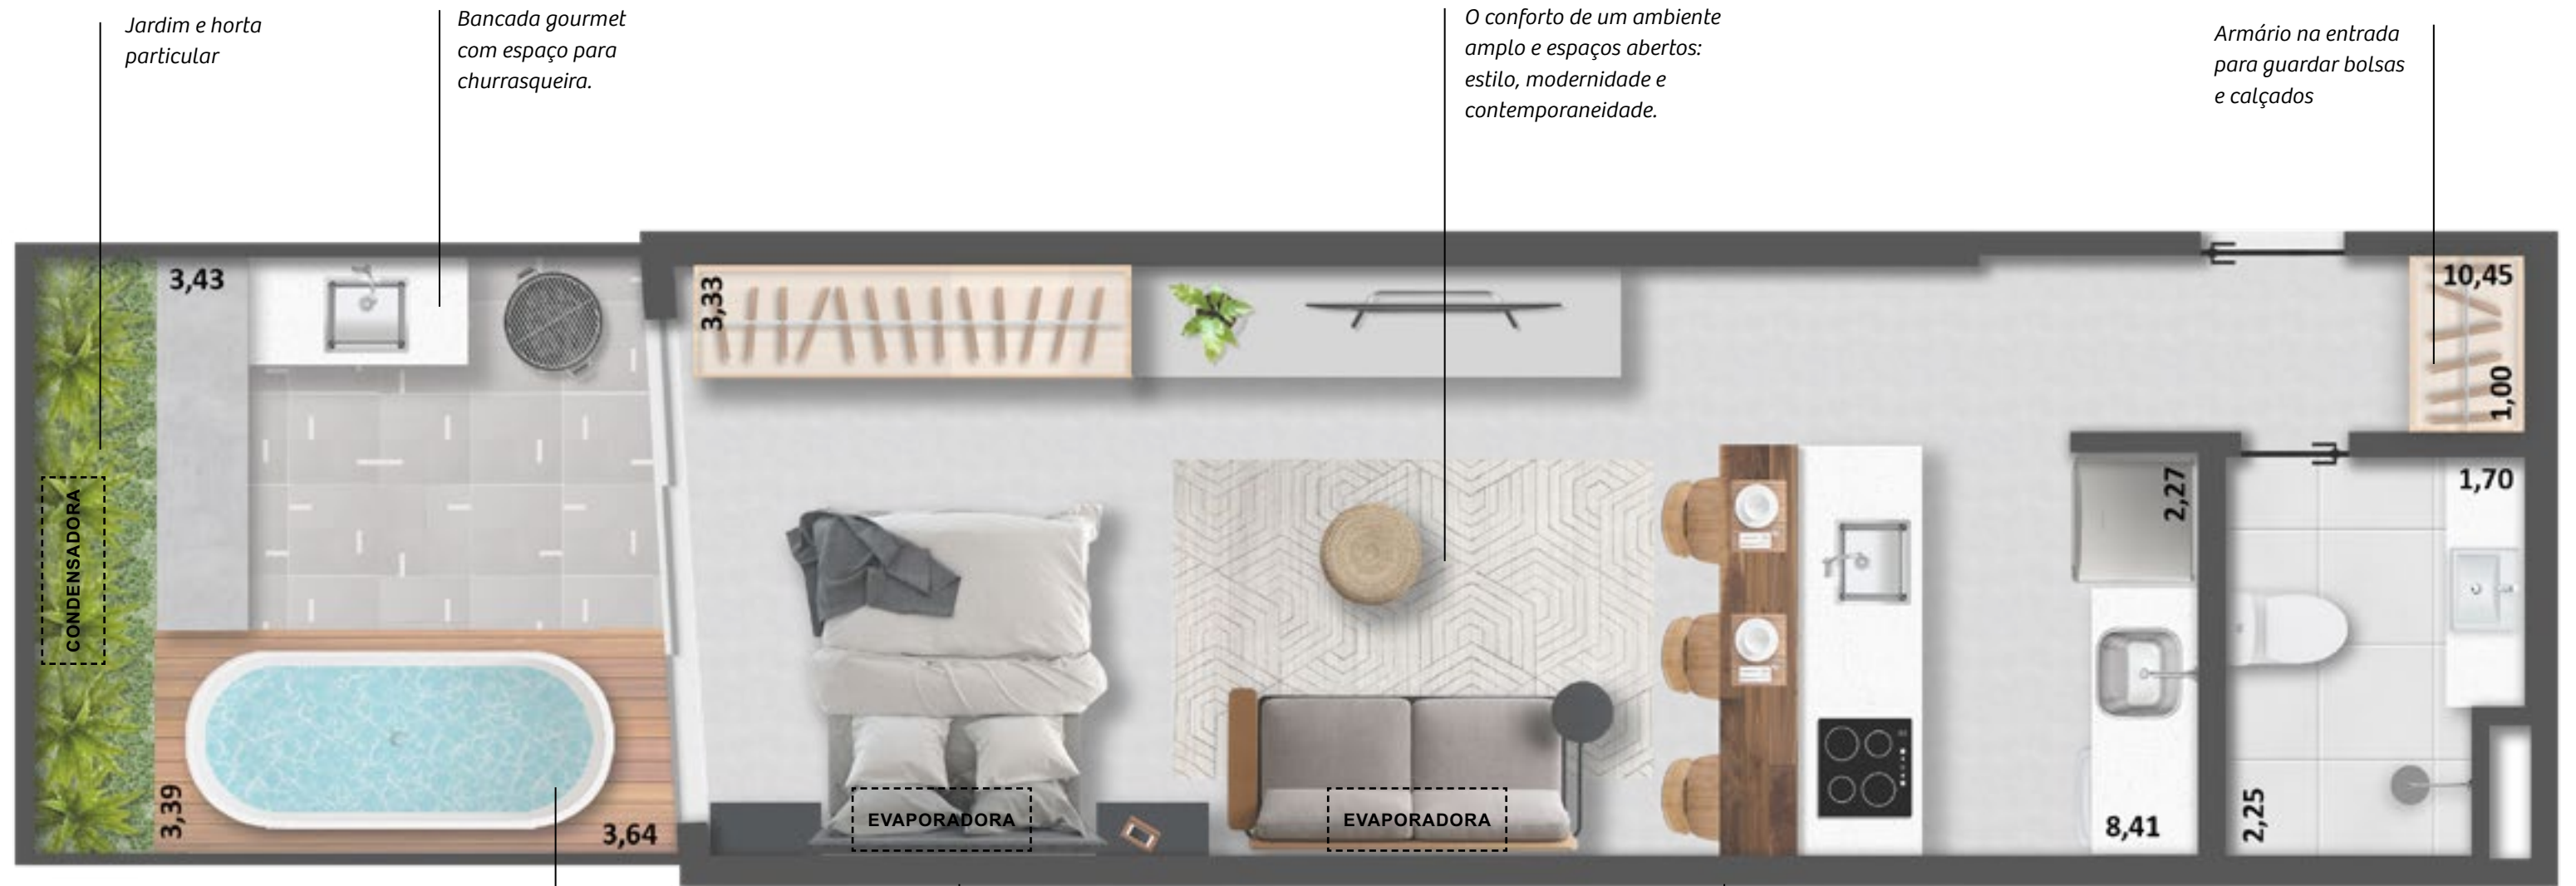 Jardim e horta
particular
Bancada gourmet
com espaço para
churrasqueira.
O conforto de um ambiente
amplo e espaços abertos:
estilo, modernidade e
contemporaneidade.
Armário na entrada
para guardar bolsas
e calçados
3,43
3,33
10,45
1,00
CONDENSADORA
2,27
1,70
3,39
3,64
EVAPORADORA
EVAPORADORA
8,41
2,25